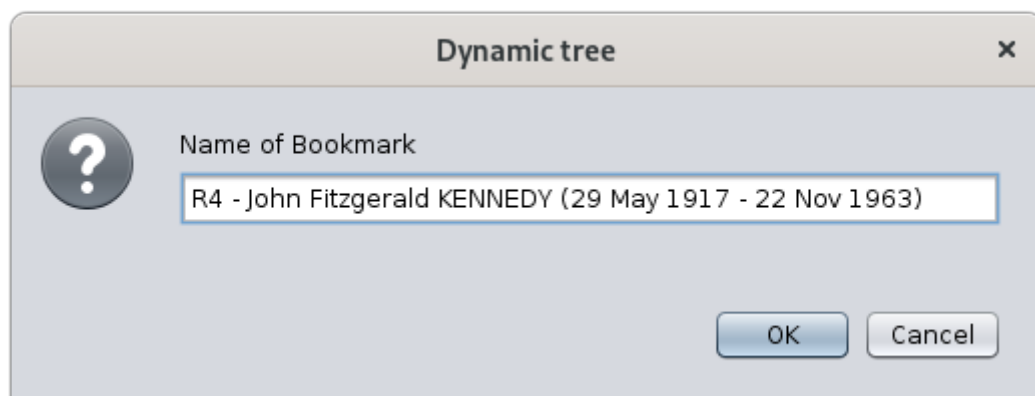 Dynamic tree
Name of Bookmark
R4 - John Fitzgerald KENNEDY (29 May 1917 - 22 Nov 1963)
OK Cancel